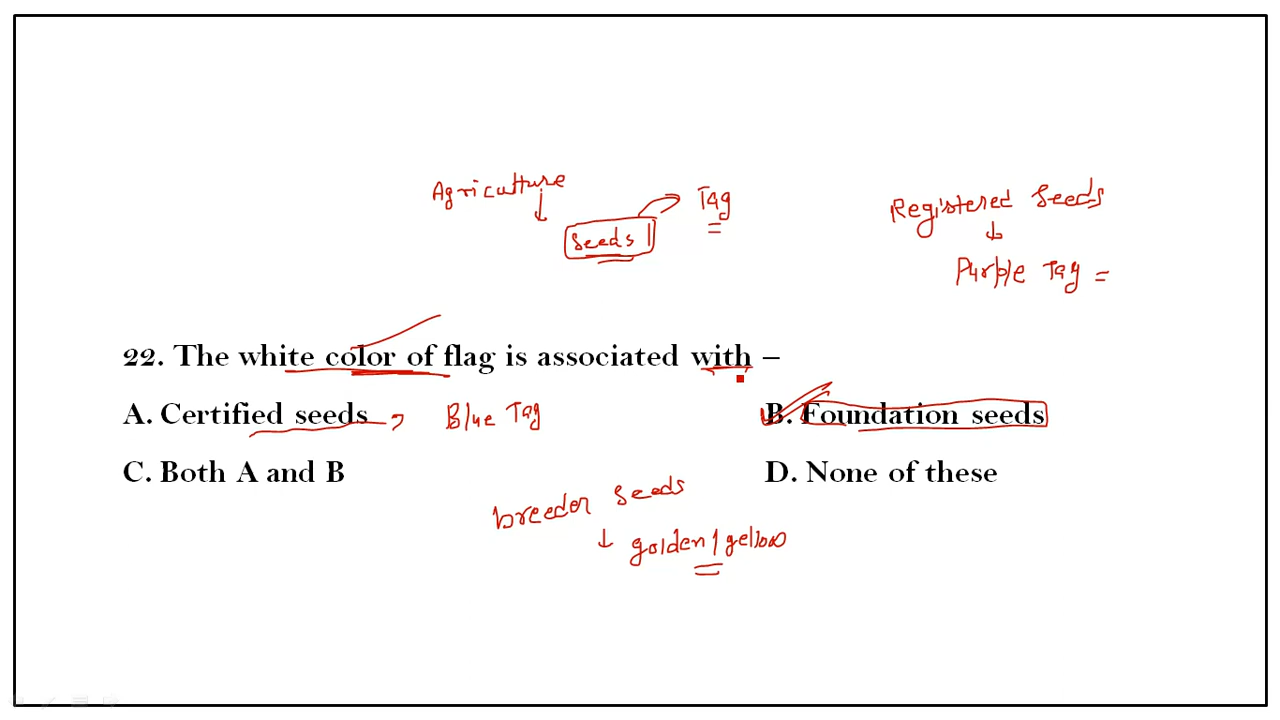 Agriculture
Seeds
Tag
Registered Seeds
Purple Tag =
22. The white color of flag is associated with –
A. Certified seeds
Blue Tag
B. Foundation seeds
C. Both A and B
D. None of these
breeder seeds
golden / yellow